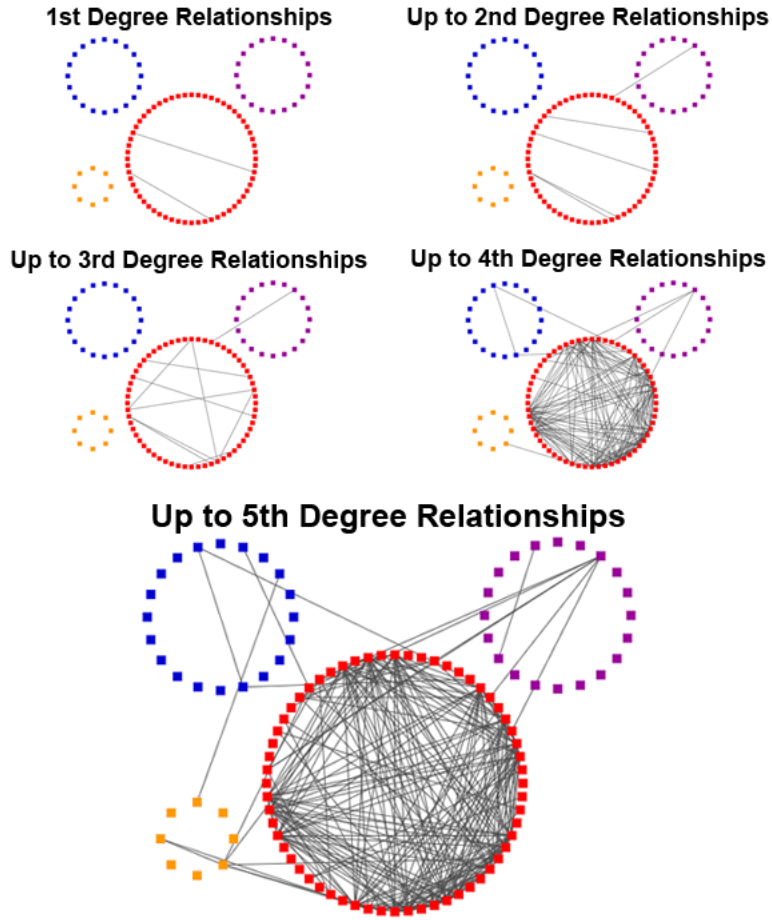 1st Degree Relationships
Up to 2nd Degree Relationships
Up to 3rd Degree Relationships
Up to 4th Degree Relationships
Up to 5th Degree Relationships